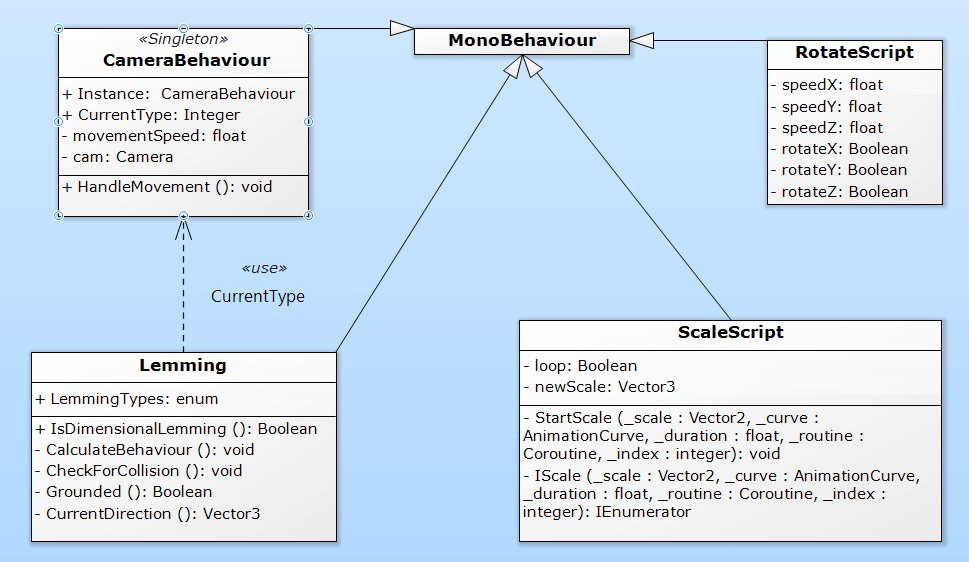 «Singleton»
CameraBehaviour
+ Instance:  CameraBehaviour
+ CurrentType: Integer
- movementSpeed: float
- cam: Camera
+ HandleMovement (): void
MonoBehaviour
RotateScript
- speedX: float
- speedY: float
- speedZ: float
- rotateX: Boolean
- rotateY: Boolean
- rotateZ: Boolean
«use»
CurrentType
Lemming
+ LemmingTypes: enum
+ IsDimensionalLemming (): Boolean
- CalculateBehaviour (): void
- CheckForCollision (): void
- Grounded (): Boolean
- CurrentDirection (): Vector3
ScaleScript
- loop: Boolean
- newScale: Vector3
- StartScale (_scale : Vector2, _curve :
AnimationCurve, _duration : float, _routine :
Coroutine, _index : integer): void
- IScale (_scale : Vector2, _curve : AnimationCurve,
_duration : float, _routine : Coroutine, _index :
integer): IEnumerator